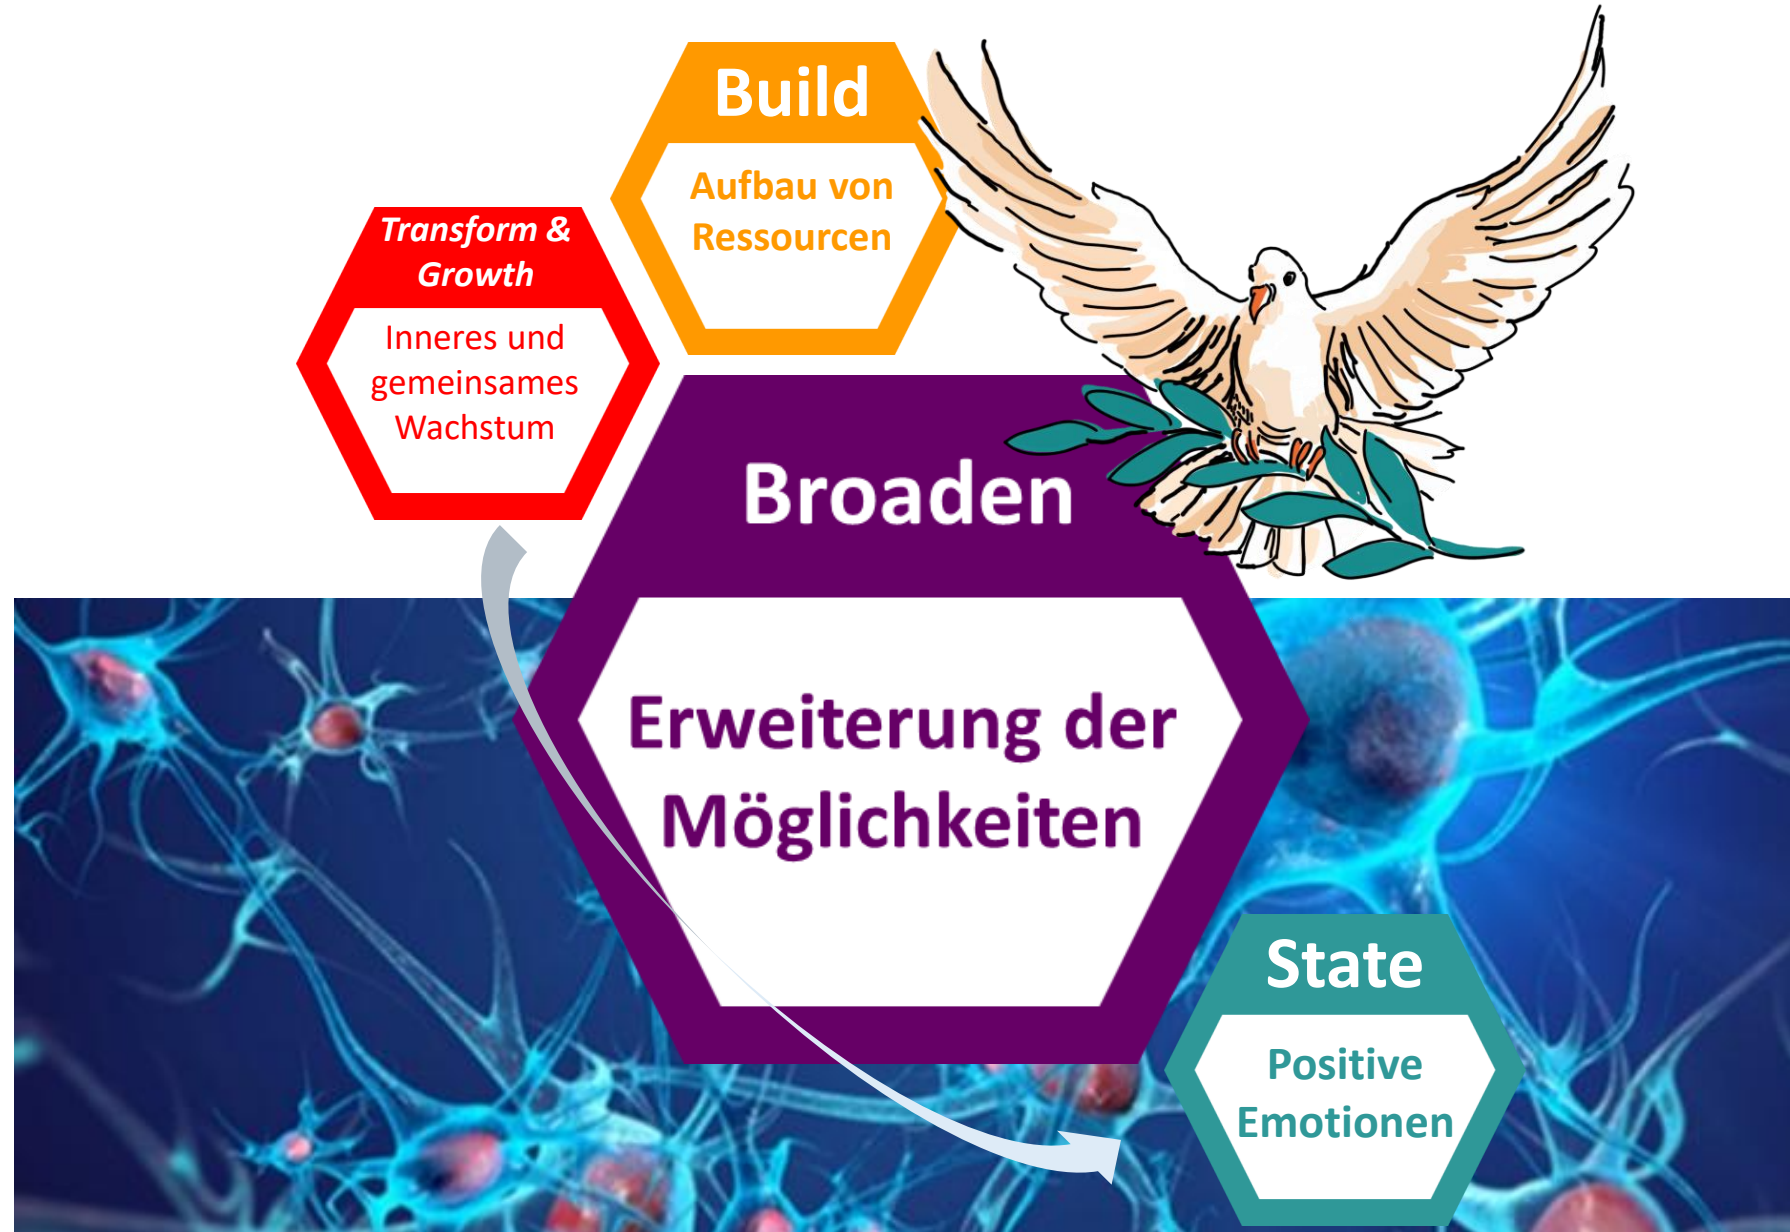 Build
Aufbau von
Ressourcen
Transform &
Growth
Inneres und
gemeinsames
Wachstum
Broaden
Erweiterung der
Möglichkeiten
State
Positive
Emotionen